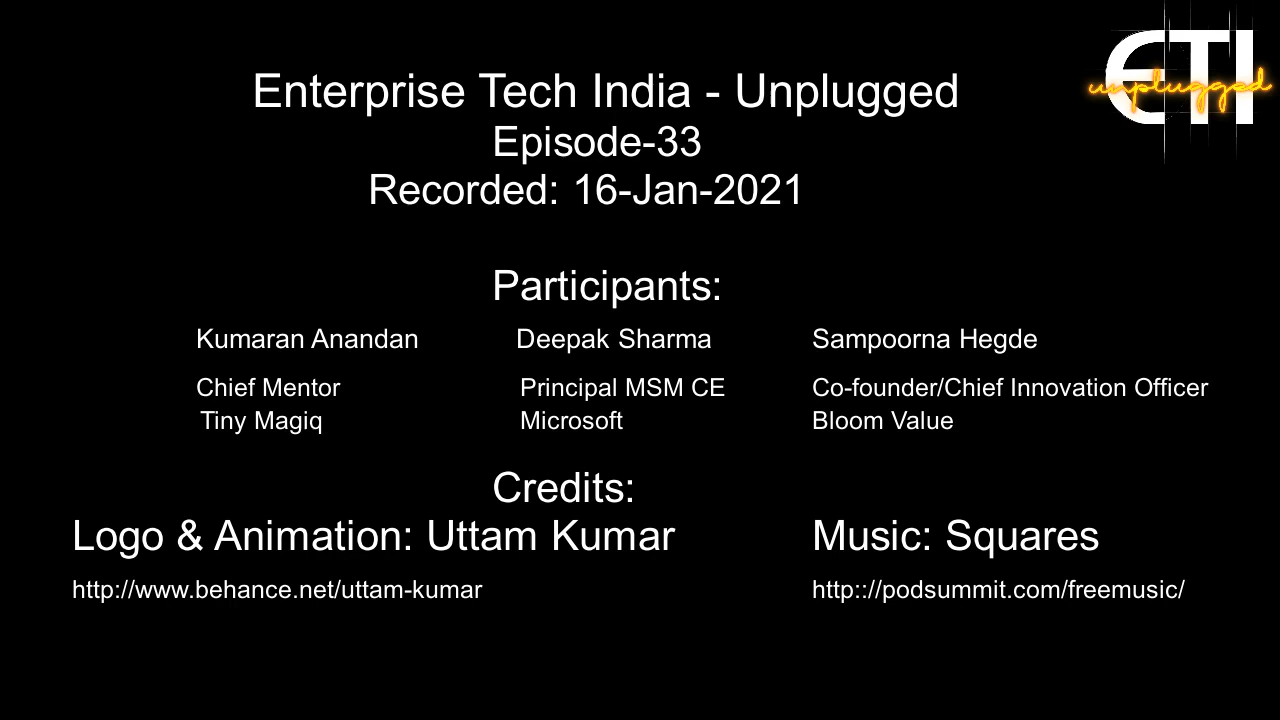 ETI
unplugged
Enterprise Tech India - Unplugged
Episode-33
Recorded: 16-Jan-2021
Participants:
Kumaran Anandan Deepak Sharma Sampoorna Hegde
Chief Mentor Principal MSM CE Co-founder/Chief Innovation Officer
Tiny Magiq Microsoft Bloom Value
Credits:
Logo & Animation: Uttam Kumar Music: Squares
http://www.behance.net/uttam-kumar http:://podsummit.com/freemusic/